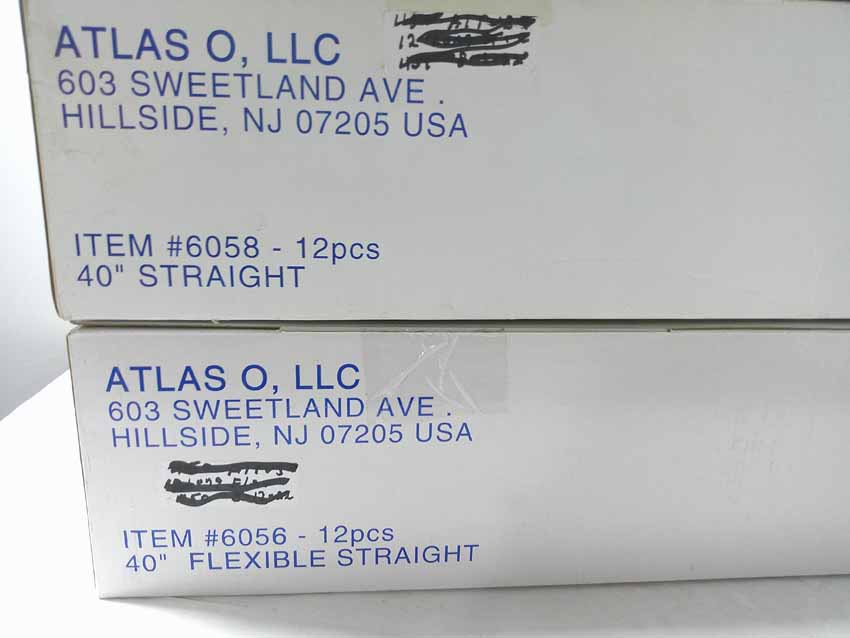 ATLAS O, LLC
603 SWEETLAND AVE .
HILLSIDE, NJ 07205 USA
12
ITEM #6058 - 12pcs
40" STRAIGHT
ATLAS O, LLC
603 SWEETLAND AVE .
HILLSIDE, NJ 07205 USA
ITEM #6056 - 12pcs
40" FLEXIBLE STRAIGHT